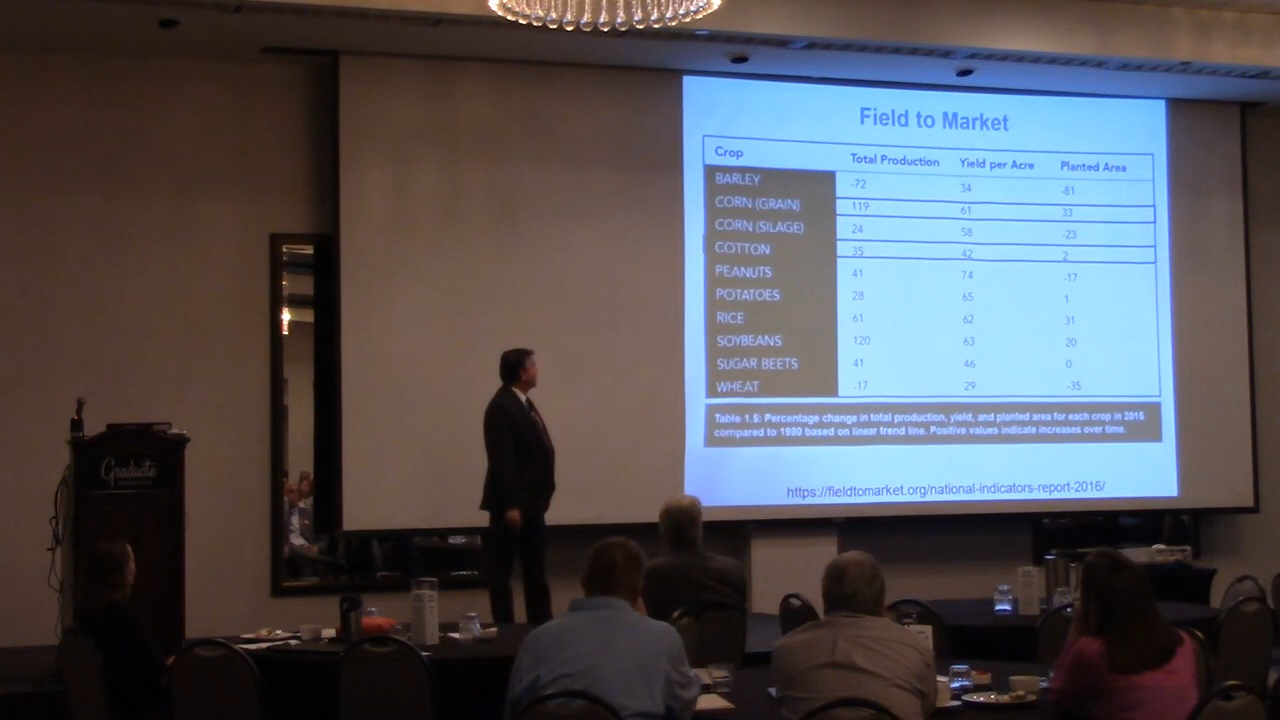 Field to Market
Crop Total Production Yield per Acre Planted Area
BARLEY -72 34 -81
CORN (GRAIN) 119 61 33
CORN (SILAGE) 24 58 -23
COTTON 35 42 2
PEANUTS 41 74 -17
POTATOES 28 65 1
RICE 61 62 31
SOYBEANS 120 63 20
SUGAR BEETS 41 46 0
WHEAT -17 29 -35
Table 1.5: Percentage change in total production, yield, and planted area for each crop in 2015
compared to 1980 based on linear trend line. Positive values indicate increases over time.
https://fieldtomarket.org/national-indicators-report-2016/
Graduate